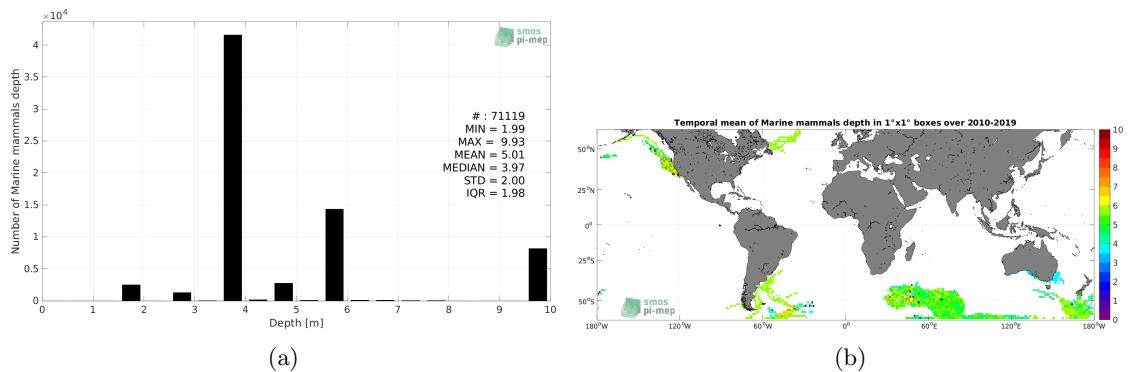 ×10⁴
4
3.5
3
2.5
2
1.5
1
0.5
0
Number of Marine mammals depth
smos
pi-mep
# : 71119
MIN = 1.99
MAX = 9.93
MEAN = 5.01
MEDIAN = 3.97
STD = 2.00
IQR = 1.98
0 1 2 3 4 5 6 7 8 9 10
Depth [m]
(a)
Temporal mean of Marine mammals depth in 1°x1° boxes over 2010-2019
50°N
25°N
0°
25°S
50°S
smos
pi-mep
180°W 120°W 60°W 0° 60°E 120°E 180°W
10
9
8
7
6
5
4
3
2
1
0
(b)